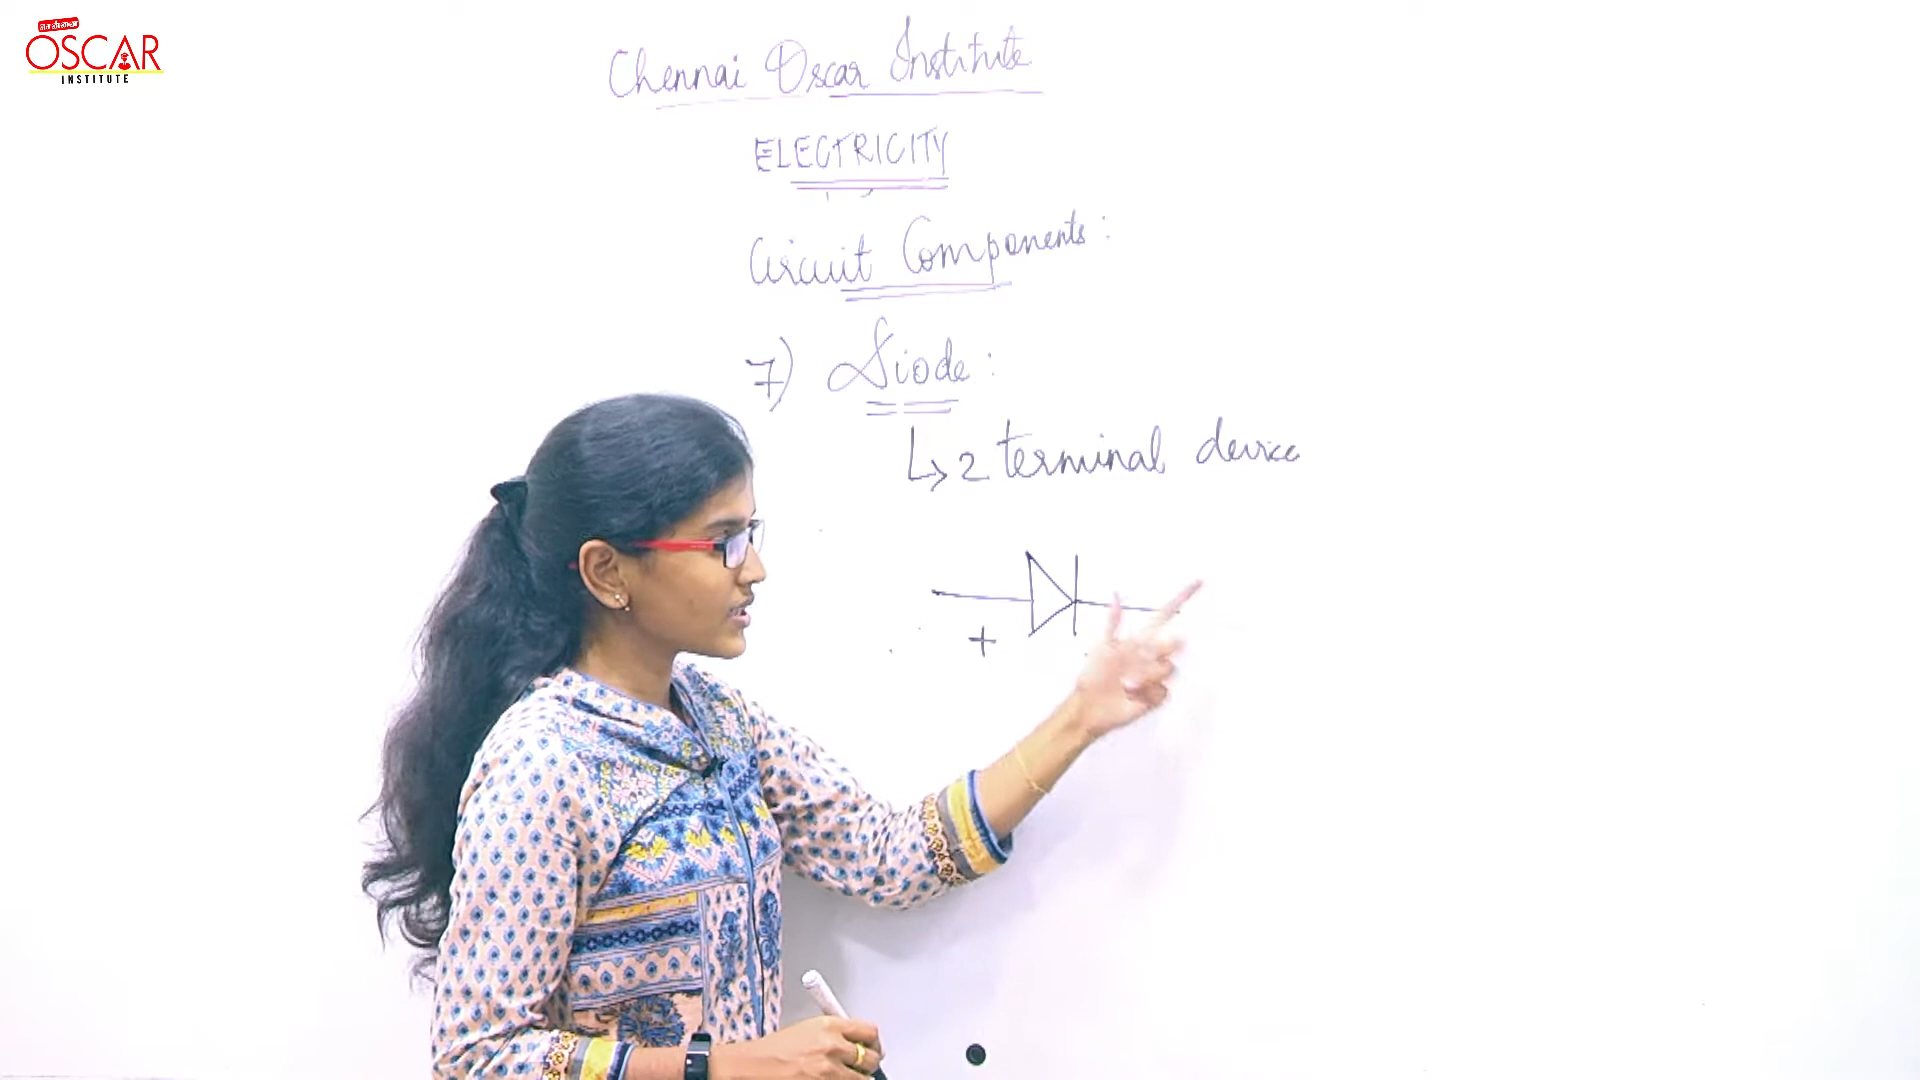 OSCAR
INSTITUTE
Chennai Oscar Institute
ELECTRICITY
Circuit Components:
7) Diode:
↳ 2 terminal device
+